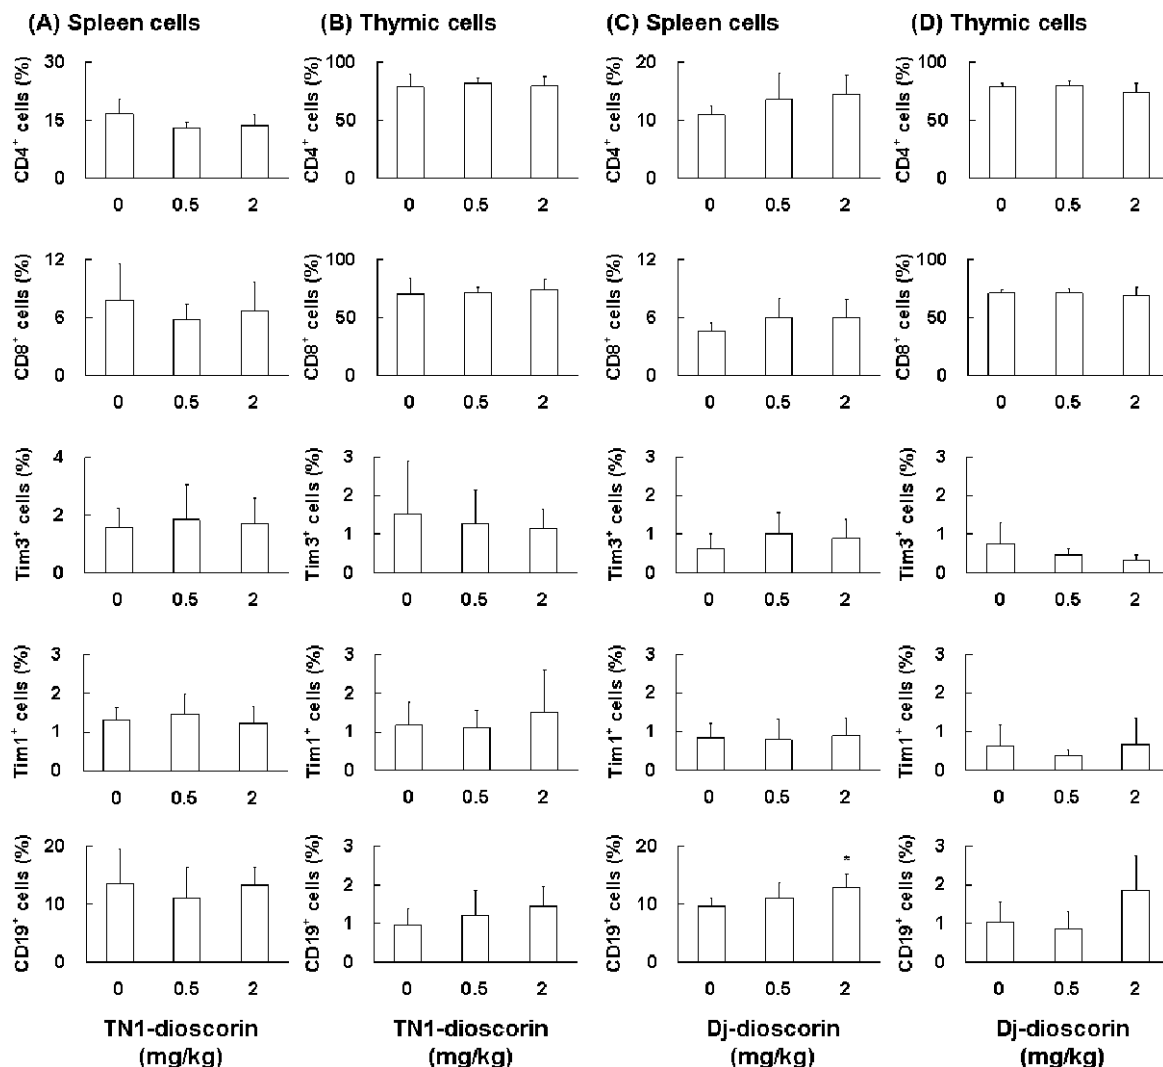 (A) Spleen cells (B) Thymic cells (C) Spleen cells (D) Thymic cells
CD4+ cells (%) 30 15 0 CD4+ cells (%) 100 50 0 CD4+ cells (%) 20 10 0 CD4+ cells (%) 100 50 0
0 0.5 2 0 0.5 2 0 0.5 2 0 0.5 2
CD8+ cells (%) 12 6 0 CD8+ cells (%) 100 50 0 CD8+ cells (%) 12 6 0 CD8+ cells (%) 100 50 0
0 0.5 2 0 0.5 2 0 0.5 2 0 0.5 2
Tim3+ cells (%) 4 2 0 Tim3+ cells (%) 3 2 1 0 Tim3+ cells (%) 3 2 1 0 Tim3+ cells (%) 3 2 1 0
0 0.5 2 0 0.5 2 0 0.5 2 0 0.5 2
Tim1+ cells (%) 3 2 1 0 Tim1+ cells (%) 3 2 1 0 Tim1+ cells (%) 3 2 1 0 Tim1+ cells (%) 3 2 1 0
0 0.5 2 0 0.5 2 0 0.5 2 0 0.5 2
CD19+ cells (%) 20 10 0 CD19+ cells (%) 3 2 1 0 CD19+ cells (%) 20 10 0 * CD19+ cells (%) 3 2 1 0
0 0.5 2 0 0.5 2 0 0.5 2 0 0.5 2
TN1-dioscorin TN1-dioscorin Dj-dioscorin Dj-dioscorin
(mg/kg) (mg/kg) (mg/kg) (mg/kg)